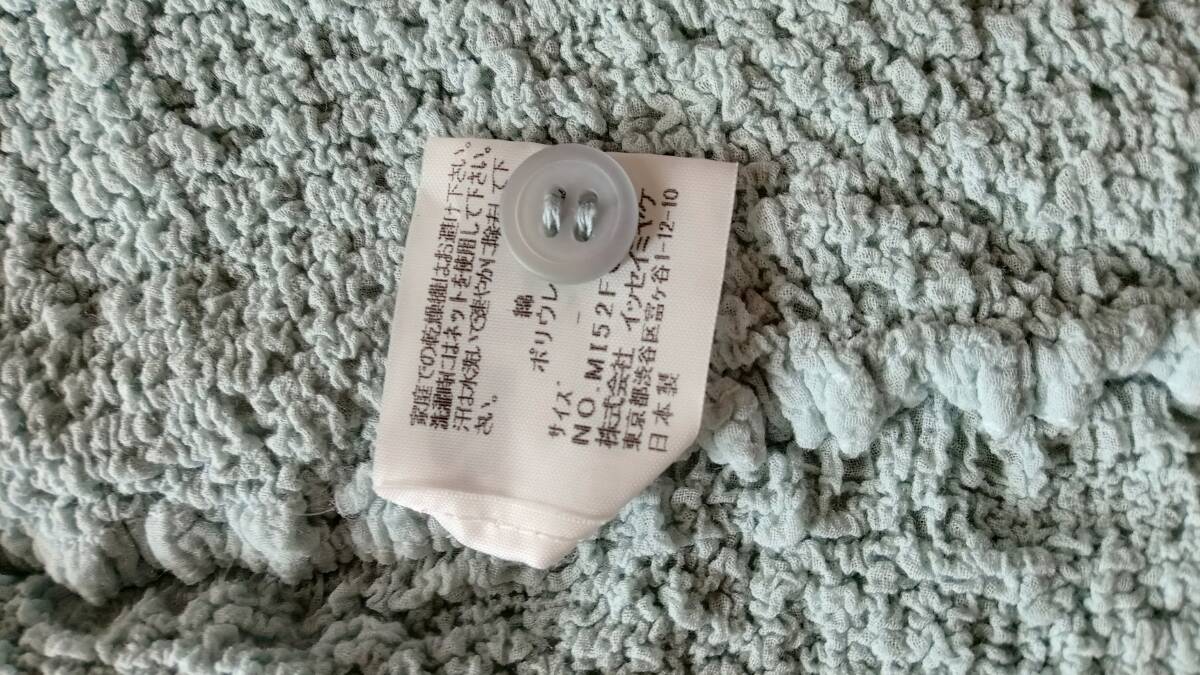 家庭での乾燥機はお避け下さい。
洗濯時にはネットを使用して下さい。
汗は水洗いで速やかに除去して下
さい。
綿
ポリウレ
サイズ -
NO. MI52F
株式会社 イッセイミヤケ
東京都渋谷区富ケ谷1-12-10
日本製